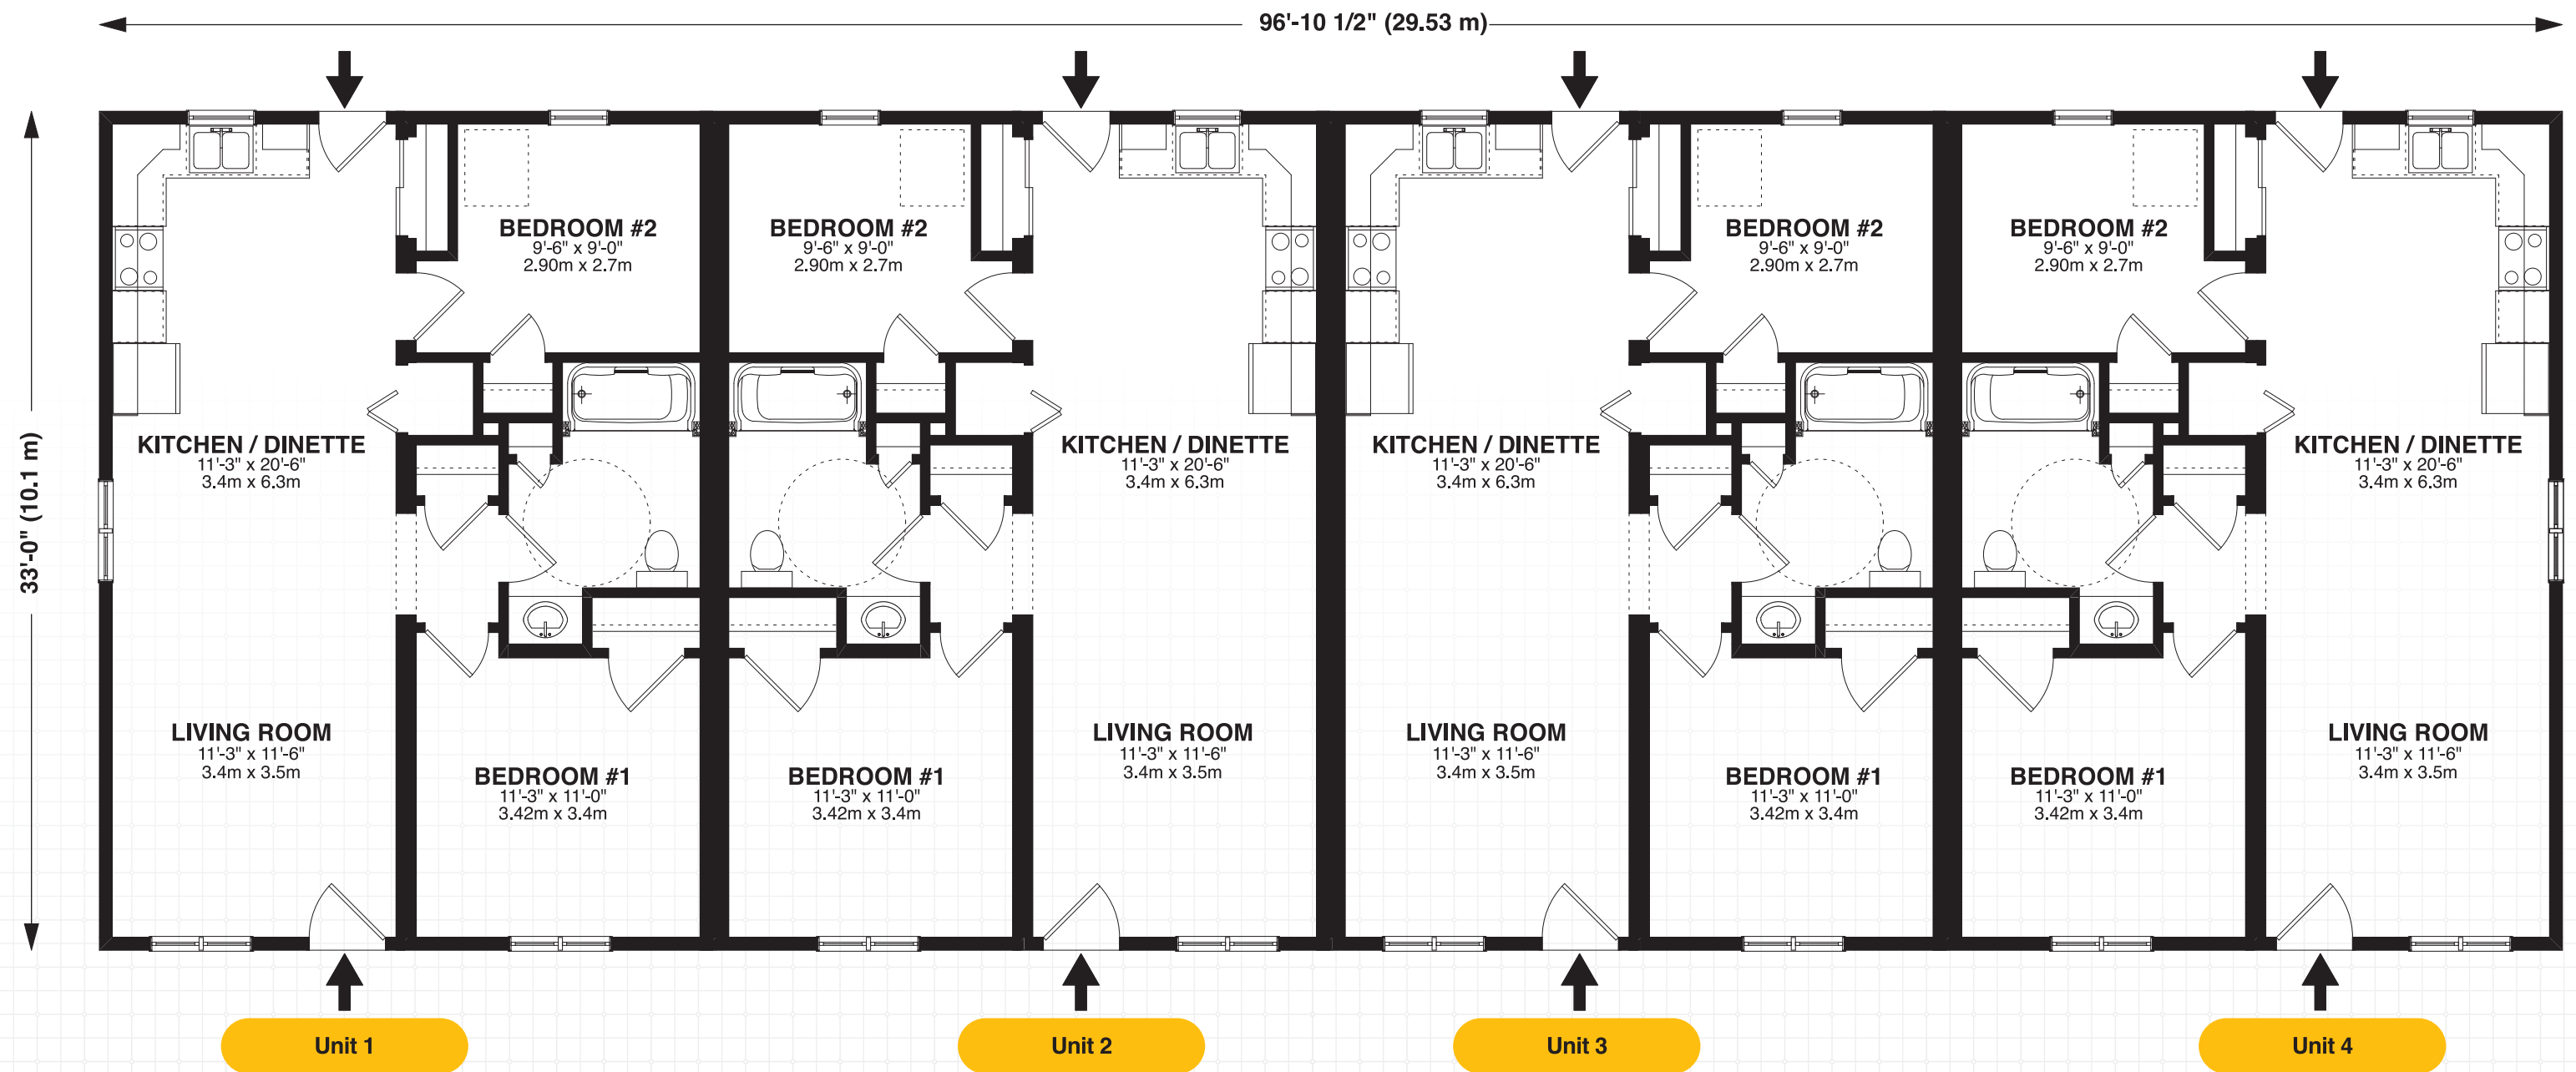 96'-10 1/2" (29.53 m)
33'-0" (10.1 m)
BEDROOM #2
9'-6" x 9'-0"
2.90m x 2.7m
BEDROOM #2
9'-6" x 9'-0"
2.90m x 2.7m
BEDROOM #2
9'-6" x 9'-0"
2.90m x 2.7m
BEDROOM #2
9'-6" x 9'-0"
2.90m x 2.7m
KITCHEN / DINETTE
11'-3" x 20'-6"
3.4m x 6.3m
KITCHEN / DINETTE
11'-3" x 20'-6"
3.4m x 6.3m
KITCHEN / DINETTE
11'-3" x 20'-6"
3.4m x 6.3m
KITCHEN / DINETTE
11'-3" x 20'-6"
3.4m x 6.3m
LIVING ROOM
11'-3" x 11'-6"
3.4m x 3.5m
BEDROOM #1
11'-3" x 11'-0"
3.42m x 3.4m
BEDROOM #1
11'-3" x 11'-0"
3.42m x 3.4m
LIVING ROOM
11'-3" x 11'-6"
3.4m x 3.5m
LIVING ROOM
11'-3" x 11'-6"
3.4m x 3.5m
BEDROOM #1
11'-3" x 11'-0"
3.42m x 3.4m
BEDROOM #1
11'-3" x 11'-0"
3.42m x 3.4m
LIVING ROOM
11'-3" x 11'-6"
3.4m x 3.5m
Unit 1
Unit 2
Unit 3
Unit 4